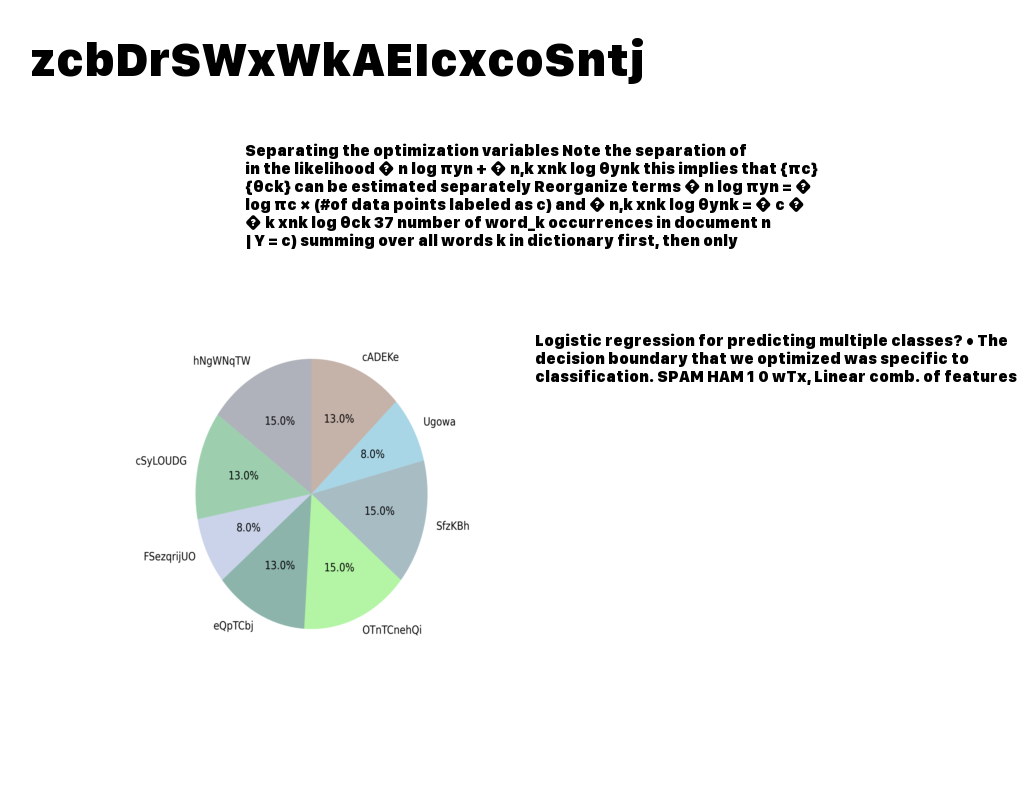 zcbDrSWxWkAEIcxcoSntj
Separating the optimization variables Note the separation of
in the likelihood � n log πyn + � n,k xnk log θynk this implies that {πc}
{θck} can be estimated separately Reorganize terms � n log πyn = �
log πc × (#of data points labeled as c) and � n,k xnk log θynk = � c �
� k xnk log θck 37 number of word_k occurrences in document n
| Y = c) summing over all words k in dictionary first, then only
Logistic regression for predicting multiple classes? • The
decision boundary that we optimized was specific to
classification. SPAM HAM 1 0 wTx, Linear comb. of features
hNgWNqTW
cADEKe
Ugowa
cSyLOUDG
SfzKBh
FSezqrijUO
eQpTCbj
OTnTCnehQi
15.0%
13.0%
8.0%
13.0%
15.0%
8.0%
13.0%
15.0%